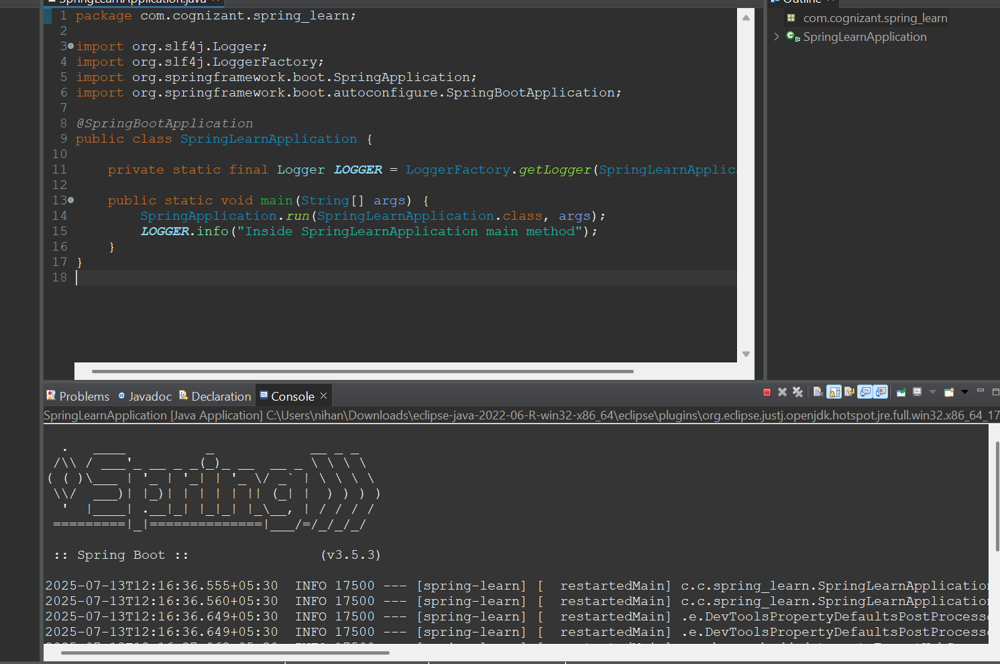 SpringLearnApplication.java
1 package com.cognizant.spring_learn;
2
3 import org.slf4j.Logger;
4 import org.slf4j.LoggerFactory;
5 import org.springframework.boot.SpringApplication;
6 import org.springframework.boot.autoconfigure.SpringBootApplication;
7
8 @SpringBootApplication
9 public class SpringLearnApplication {
10
11     private static final Logger LOGGER = LoggerFactory.getLogger(SpringLearnApplic
12
13     public static void main(String[] args) {
14         SpringApplication.run(SpringLearnApplication.class, args);
15         LOGGER.info("Inside SpringLearnApplication main method");
16     }
17 }
18
Outline
com.cognizant.spring_learn
SpringLearnApplication
Problems Javadoc Declaration Console
SpringLearnApplication [Java Application] C:\Users\nihan\Downloads\eclipse-java-2022-06-R-win32-x86_64\eclipse\plugins\org.eclipse.justj.openjdk.hotspot.jre.full.win32.x86_64_17
  .   ____          _            __ _ _
 /\\ / ___'_ __ _ _(_)_ __  __ _ \ \ \ \
( ( )\___ | '_ | '_| | '_ \/ _` | \ \ \ \
 \\/  ___)| |_)| | | | | || (_| |  ) ) ) )
  '  |____| .__|_| |_|_| |_\__, | / / / /
 =========|_|==============|___/=/_/_/_/
 :: Spring Boot ::                (v3.5.3)
2025-07-13T12:16:36.555+05:30  INFO 17500 --- [spring-learn] [  restartedMain] c.c.spring_learn.SpringLearnApplication
2025-07-13T12:16:36.560+05:30  INFO 17500 --- [spring-learn] [  restartedMain] c.c.spring_learn.SpringLearnApplication
2025-07-13T12:16:36.649+05:30  INFO 17500 --- [spring-learn] [  restartedMain] .e.DevToolsPropertyDefaultsPostProcesso
2025-07-13T12:16:36.649+05:30  INFO 17500 --- [spring-learn] [  restartedMain] .e.DevToolsPropertyDefaultsPostProcesso